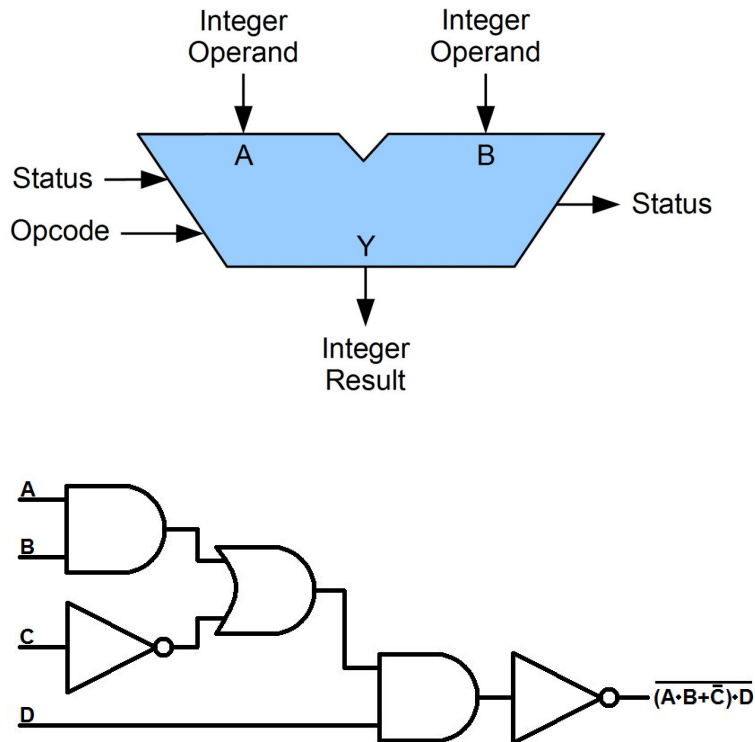 Integer
Operand
Integer
Operand
A
B
Status
Status
Opcode
Y
Integer
Result
A
B
C
D
(A·B+C̄)·D̅